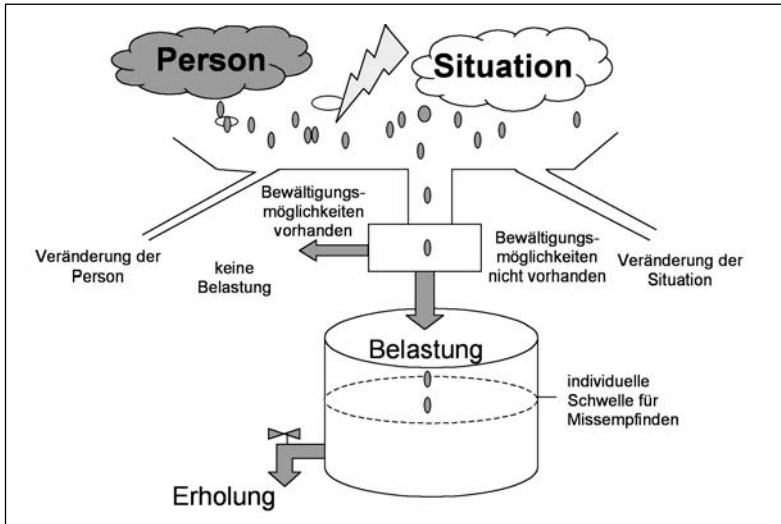 Person
Situation
Bewältigungs-
möglichkeiten
vorhanden
Bewältigungs-
möglichkeiten
nicht vorhanden
Veränderung der
Person
keine
Belastung
Veränderung der
Situation
Belastung
individuelle
Schwelle für
Missempfinden
Erholung